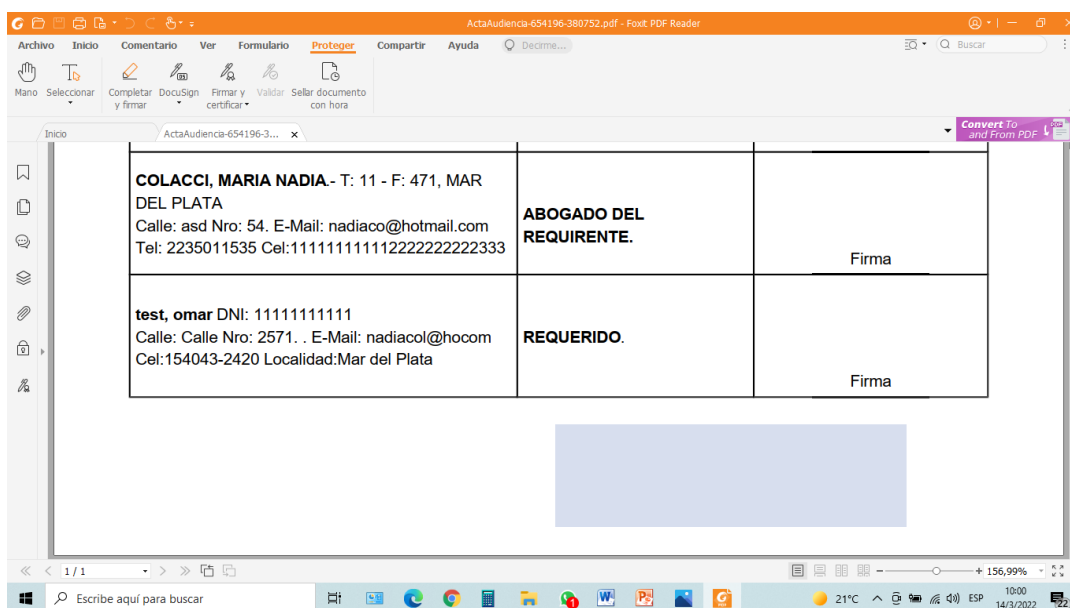 ActaAudiencia-654196-380752.pdf - Foxit PDF Reader
Archivo Inicio Comentario Ver Formulario Proteger Compartir Ayuda Decirme... Buscar
Mano Seleccionar Completar y firmar DocuSign Firmar y certificar Validar Sellar documento con hora
Inicio ActaAudiencia-654196-3... x
Convert To
and From PDF
COLACCI, MARIA NADIA.- T: 11 - F: 471, MAR
DEL PLATA
Calle: asd Nro: 54. E-Mail: nadiaco@hotmail.com
Tel: 2235011535 Cel:111111111112222222222333
ABOGADO DEL
REQUIRENTE.
Firma
test, omar DNI: 11111111111
Calle: Calle Nro: 2571. . E-Mail: nadiacol@hocom
Cel:154043-2420 Localidad:Mar del Plata
REQUERIDO.
Firma
1 / 1
156,99%
Escribe aquí para buscar
21°C
ESP
10:00
14/3/2022
22